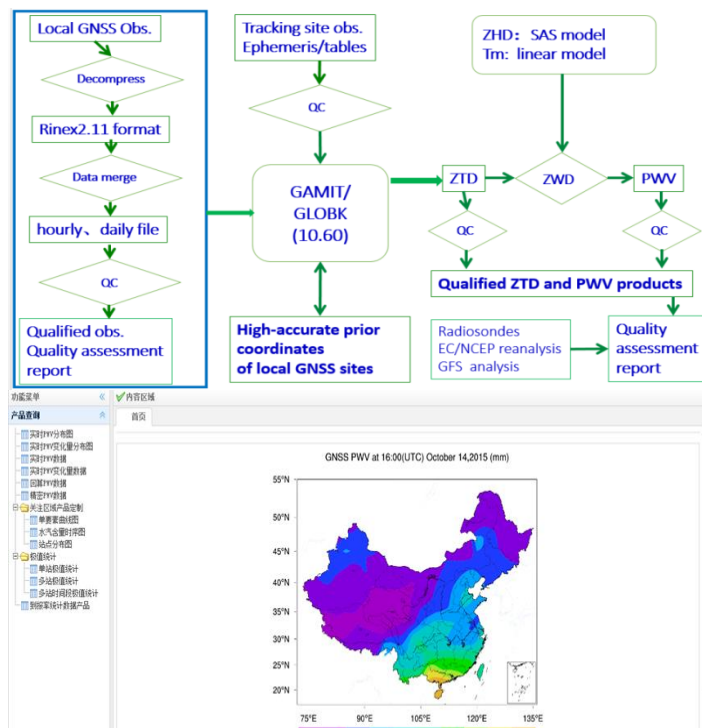 Local GNSS Obs.
Decompress
Rinex2.11 format
Data merge
hourly、daily file
QC
Qualified obs.
Quality assessment
report
Tracking site obs.
Ephemeris/tables
QC
GAMIT/
GLOBK
(10.60)
High-accurate prior
coordinates
of local GNSS sites
ZHD： SAS model
Tm: linear model
ZTD
ZWD
PWV
QC
QC
Qualified ZTD and PWV products
Radiosondes
EC/NCEP reanalysis
GFS analysis
Quality
assessment
report
功能菜单
产品查询
实时PWV分布图
实时PWV变化量分布图
实时PWV数据
实时PWV变化量数据
回算PWV数据
精密PWV数据
关注区域产品定制
单要素曲线图
水汽含量时序图
站点分布图
极值统计
单站极值统计
多站极值统计
多站时间段极值统计
到报率统计数据产品
内容区域
首页
GNSS PWV at 16:00(UTC) October 14,2015 (mm)
55°N
50°N
45°N
40°N
35°N
30°N
25°N
20°N
75°E 90°E 105°E 120°E 135°E